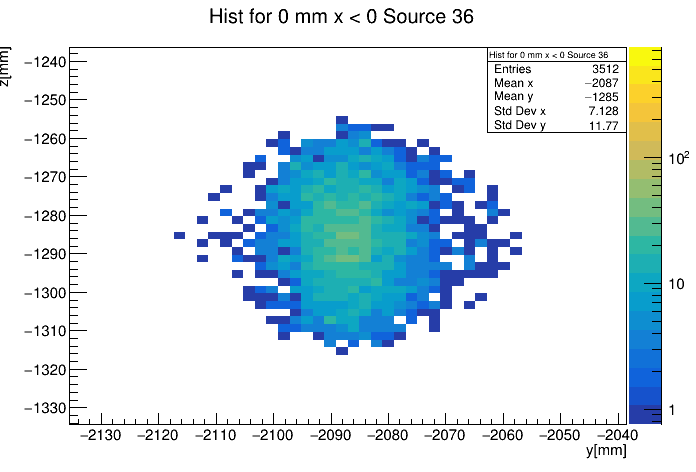 Hist for 0 mm x < 0 Source 36
z[mm]
Hist for 0 mm x < 0 Source 36
Entries 3512
Mean x −2087
Mean y −1285
Std Dev x 7.128
Std Dev y 11.77
−1240
−1250
−1260
−1270
−1280
−1290
−1300
−1310
−1320
−1330
10²
10
1
−2130 −2120 −2110 −2100 −2090 −2080 −2070 −2060 −2050 −2040
y[mm]